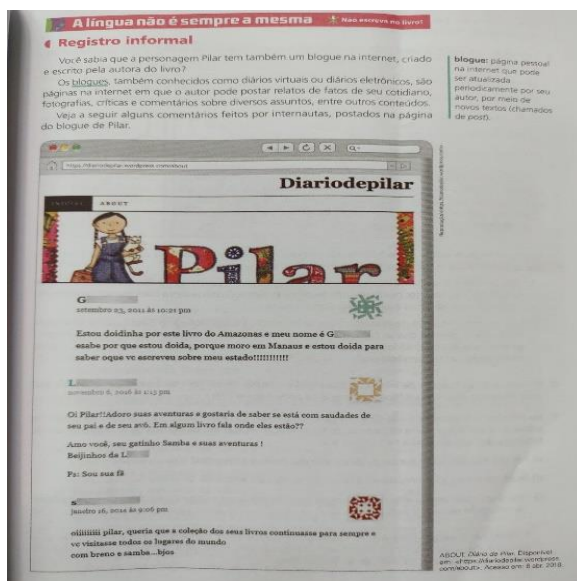 A língua não é sempre a mesma
Não escreva no livro!
Registro informal
Você sabia que a personagem Pilar tem também um blogue na internet, criado
e escrito pela autora do livro?
Os blogues, também conhecidos como diários virtuais ou diários eletrônicos, são
páginas na internet em que o autor pode postar relatos de fatos de seu cotidiano,
fotografias, críticas e comentários sobre diversos assuntos, entre outros conteúdos.
Veja a seguir alguns comentários feitos por internautas, postados na página
do blogue de Pilar.
blogue: página pessoal
na internet que pode
ser atualizada
periodicamente por seu
autor, por meio de
novos textos (chamados
de post).
https://diariodepilar.wordpress.com/about
Diariodepilar
ABOUT
Pilar
G
setembro 23, 2011 às 10:21 pm
Estou doidinha por este livro do Amazonas e meu nome é G
esabe por que estou doida, porque moro em Manaus e estou doida para
saber oque vc escreveu sobre meu estado!!!!!!!!!!!
L
novembro 6, 2016 às 1:13 pm
Oi Pilar!!Adoro suas aventuras e gostaria de saber se está com saudades de
seu pai e de seu avô. Em algum livro fala onde eles estão??
Amo você, seu gatinho Samba e suas aventuras !
Beijinhos da L
Ps: Sou sua fã
s
janeiro 16, 2012 às 9:06 pm
oiiiiiiii pilar, queria que a coleção dos seus livros continuasse para sempre e
vc visitasse todos os lugares do mundo
com breno e samba...bjos
ABOUT. Diário de Pilar. Disponível
em: <https://diariodepilar.wordpress.
com/about>. Acesso em: 8 abr. 2018.